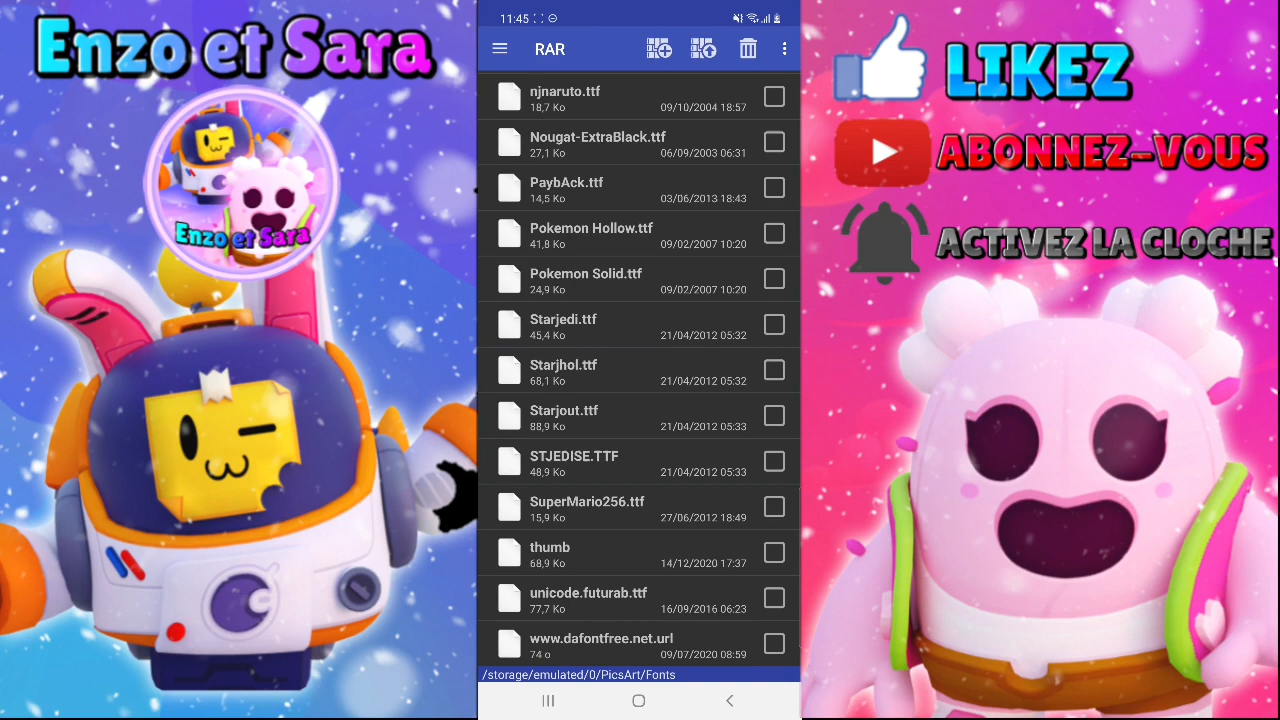 Enzo et Sara
Enzo et Sara
11:45
RAR
njnaruto.ttf
18,7 Ko 09/10/2004 18:57
Nougat-ExtraBlack.ttf
27,1 Ko 06/09/2003 06:31
PaybAck.ttf
14,5 Ko 03/06/2013 18:43
Pokemon Hollow.ttf
41,8 Ko 09/02/2007 10:20
Pokemon Solid.ttf
24,9 Ko 09/02/2007 10:20
Starjedi.ttf
45,4 Ko 21/04/2012 05:32
Starjhol.ttf
68,1 Ko 21/04/2012 05:32
Starjout.ttf
88,9 Ko 21/04/2012 05:32
STJEDISE.TTF
48,9 Ko 21/04/2012 05:33
SuperMario256.ttf
15,9 Ko 27/06/2012 18:49
thumb
68,9 Ko 14/12/2020 17:37
unicode.futurab.ttf
77,7 Ko 16/09/2016 06:23
www.dafontfree.net.url
74 o 09/07/2020 08:59
/storage/emulated/0/PicsArt/Fonts
LIKEZ
ABONNEZ-VOUS
ACTIVEZ LA CLOCHE